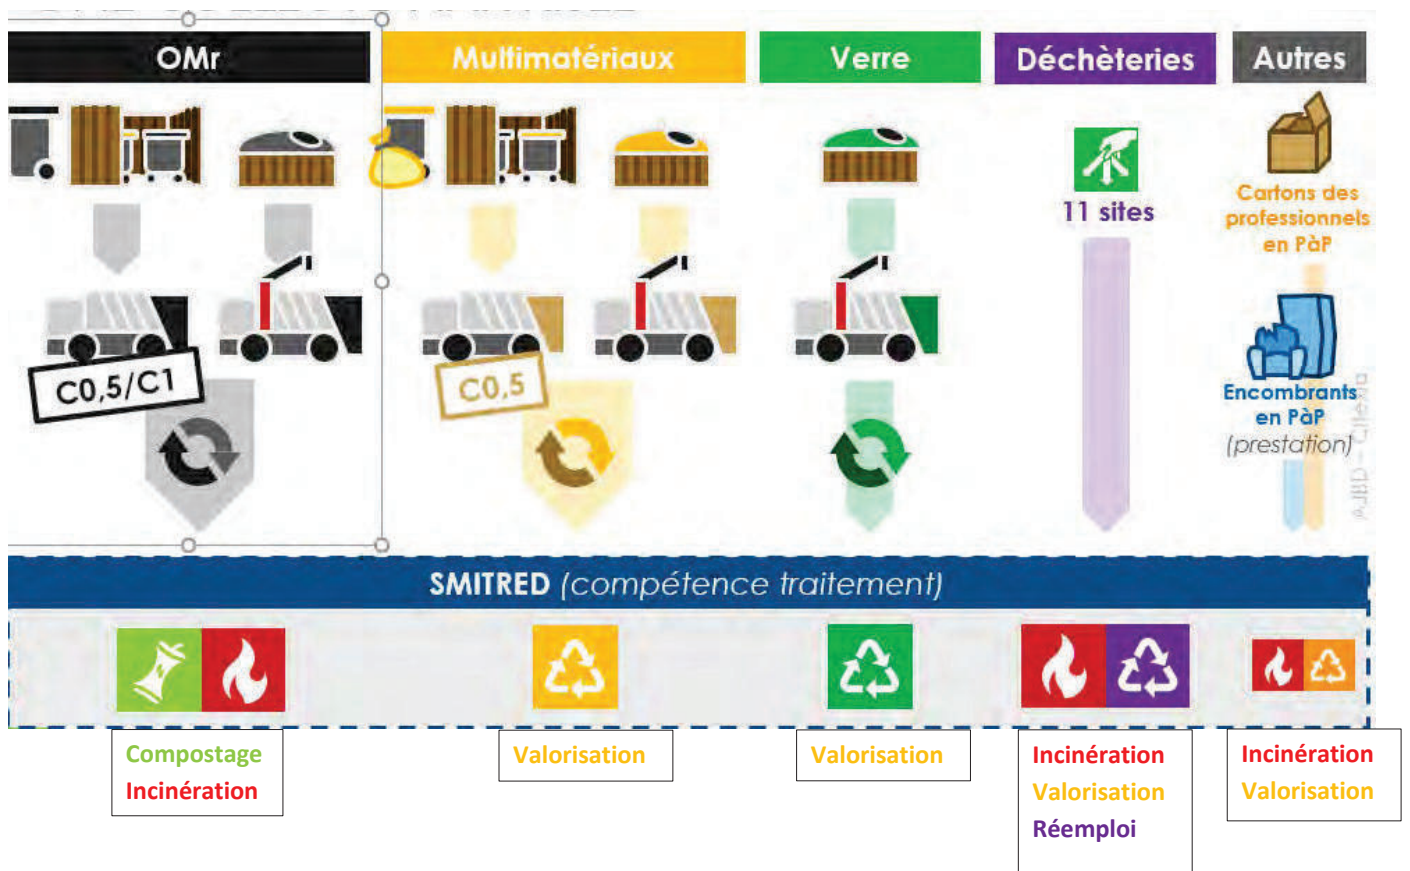 OMr
Multimatériaux
Verre
Déchèteries
Autres
11 sites
Cartons des
professionnels
en PàP
C0,5/C1
C0,5
Encombrants
en PàP
(prestation)
SMITRED (compétence traitement)
Compostage
Incinération
Valorisation
Valorisation
Incinération
Valorisation
Réemploi
Incinération
Valorisation